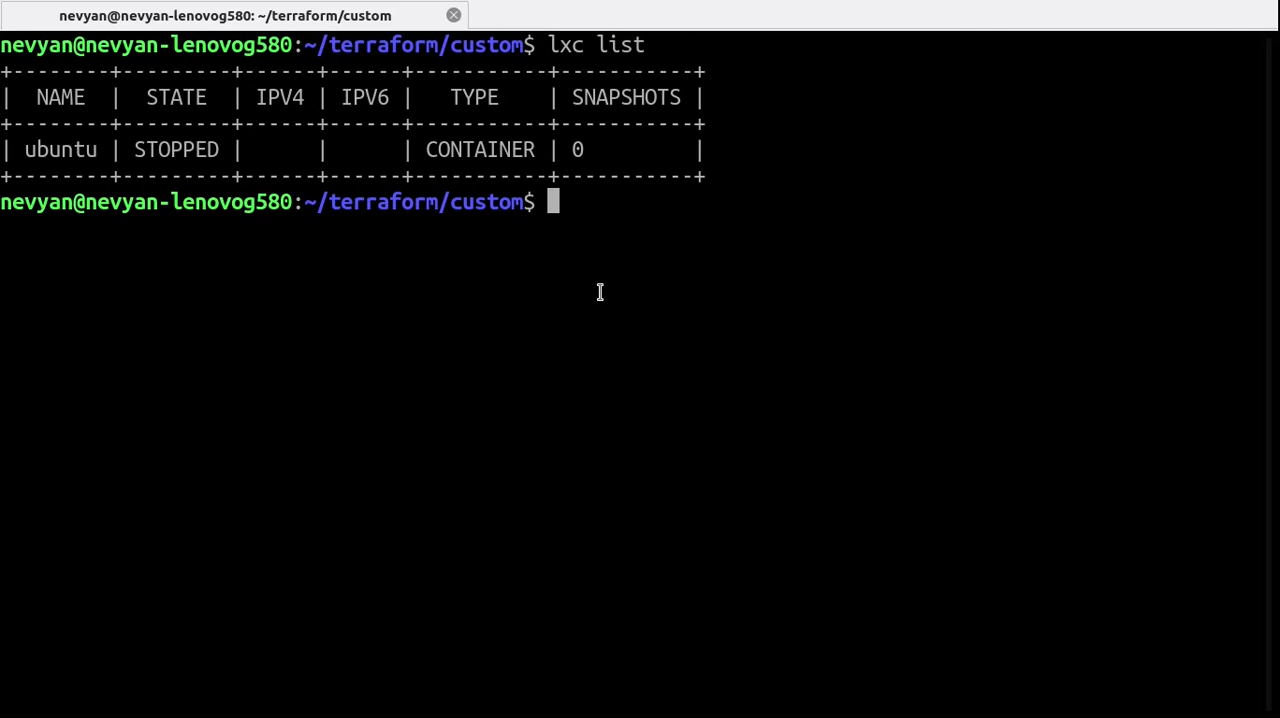 nevyan@nevyan-lenovog580: ~/terraform/custom
nevyan@nevyan-lenovog580:~/terraform/custom$ lxc list
+--------+---------+------+------+-----------+-----------+
|  NAME  |  STATE  | IPV4 | IPV6 |   TYPE    | SNAPSHOTS |
+--------+---------+------+------+-----------+-----------+
| ubuntu | STOPPED |      |      | CONTAINER | 0         |
+--------+---------+------+------+-----------+-----------+
nevyan@nevyan-lenovog580:~/terraform/custom$